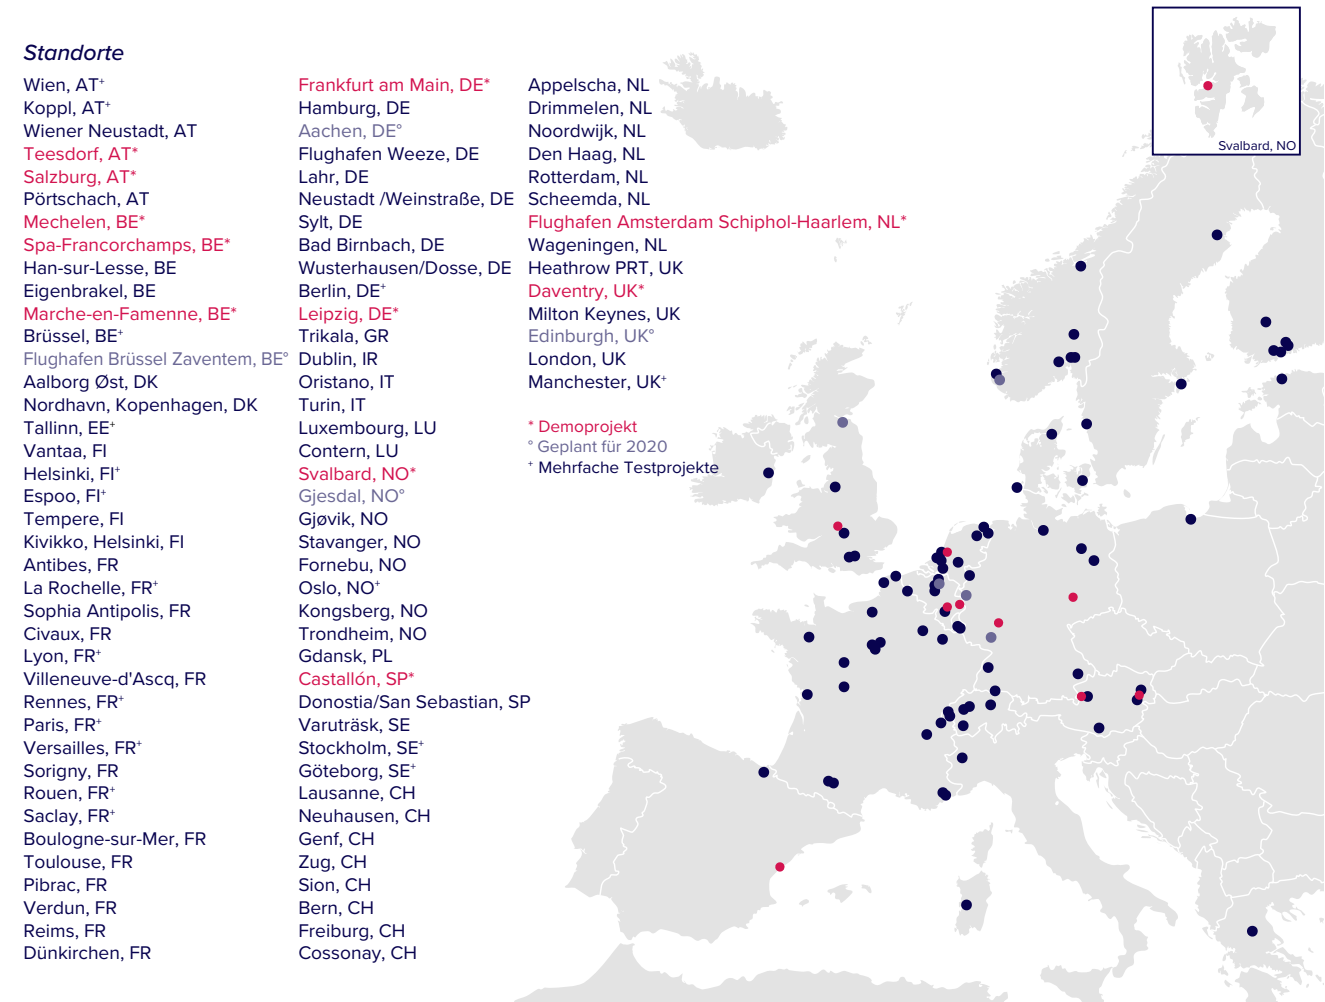 Standorte
Wien, AT⁺
Koppl, AT⁺
Wiener Neustadt, AT
Teesdorf, AT*
Salzburg, AT*
Pörtschach, AT
Mechelen, BE*
Spa-Francorchamps, BE*
Han-sur-Lesse, BE
Eigenbrakel, BE
Marche-en-Famenne, BE*
Brüssel, BE⁺
Flughafen Brüssel Zaventem, BE°
Aalborg Øst, DK
Nordhavn, Kopenhagen, DK
Tallinn, EE⁺
Vantaa, FI
Helsinki, FI⁺
Espoo, FI⁺
Tempere, FI
Kivikko, Helsinki, FI
Antibes, FR
La Rochelle, FR⁺
Sophia Antipolis, FR
Civaux, FR
Lyon, FR⁺
Villeneuve-d'Ascq, FR
Rennes, FR⁺
Paris, FR⁺
Versailles, FR⁺
Sorigny, FR
Rouen, FR⁺
Saclay, FR⁺
Boulogne-sur-Mer, FR
Toulouse, FR
Pibrac, FR
Verdun, FR
Reims, FR
Dünkirchen, FR
Frankfurt am Main, DE*
Hamburg, DE
Aachen, DE°
Flughafen Weeze, DE
Lahr, DE
Neustadt /Weinstraße, DE
Sylt, DE
Bad Birnbach, DE
Wusterhausen/Dosse, DE
Berlin, DE⁺
Leipzig, DE*
Trikala, GR
Dublin, IR
Oristano, IT
Turin, IT
Luxembourg, LU
Contern, LU
Svalbard, NO*
Gjesdal, NO°
Gjøvik, NO
Stavanger, NO
Fornebu, NO
Oslo, NO⁺
Kongsberg, NO
Trondheim, NO
Gdansk, PL
Castallón, SP*
Donostia/San Sebastian, SP
Varuträsk, SE
Stockholm, SE⁺
Göteborg, SE⁺
Lausanne, CH
Neuhausen, CH
Genf, CH
Zug, CH
Sion, CH
Bern, CH
Freiburg, CH
Cossonay, CH
Appelscha, NL
Drimmelen, NL
Noordwijk, NL
Den Haag, NL
Rotterdam, NL
Scheemda, NL
Flughafen Amsterdam Schiphol-Haarlem, NL*
Wageningen, NL
Heathrow PRT, UK
Daventry, UK*
Milton Keynes, UK
Edinburgh, UK°
London, UK
Manchester, UK⁺
* Demoprojekt
° Geplant für 2020
⁺ Mehrfache Testprojekte
Svalbard, NO